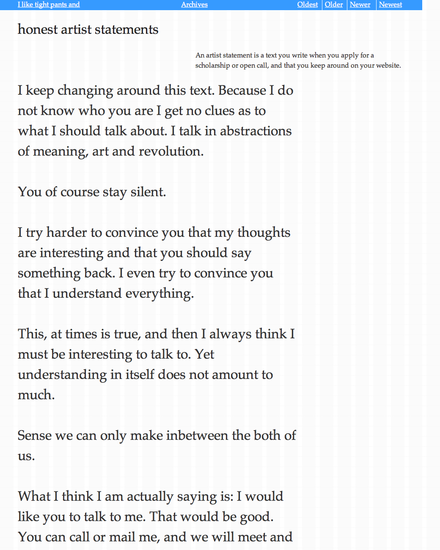 I like tight pants and
Archives
Oldest
Older
Newer
Newest
honest artist statements
An artist statement is a text you write when you apply for a
scholarship or open call, and that you keep around on your website.
I keep changing around this text. Because I do
not know who you are I get no clues as to
what I should talk about. I talk in abstractions
of meaning, art and revolution.
You of course stay silent.
I try harder to convince you that my thoughts
are interesting and that you should say
something back. I even try to convince you
that I understand everything.
This, at times is true, and then I always think I
must be interesting to talk to. Yet
understanding in itself does not amount to
much.
Sense we can only make inbetween the both of
us.
What I think I am actually saying is: I would
like you to talk to me. That would be good.
You can call or mail me, and we will meet and